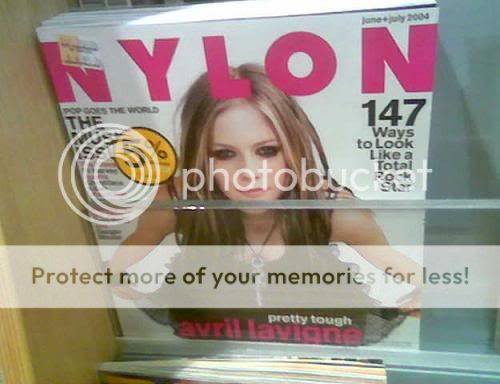 june+july 2004
NYLON
POP GOES THE WORLD
THE
147
Ways
to Look
Like a
Total
Rock
Star
photobucket
Protect more of your memories for less!
pretty tough
avril lavigne